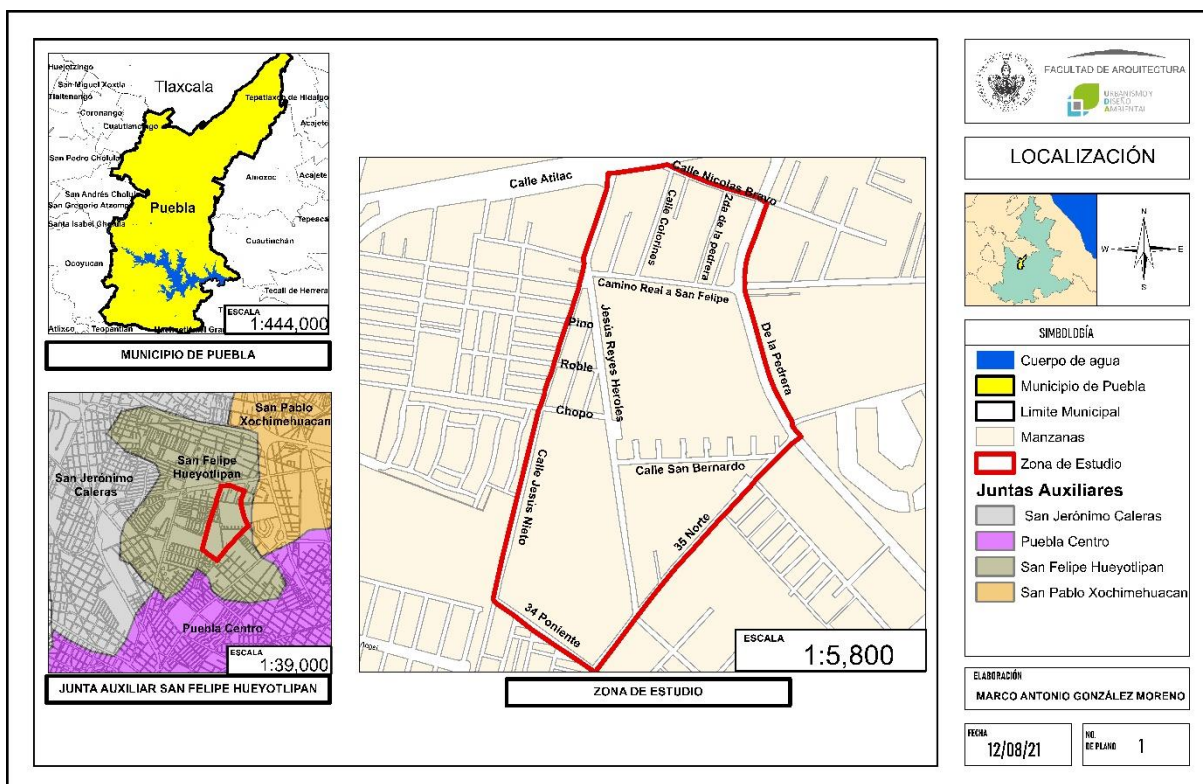 Huejotzingo
San Miguel Xoxtla
Tlaltenango
Coronango
Cuautlancingo
San Pedro Cholula
San Andrés Cholula
San Gregorio Atzompa
Ocoyucan
Atlixco
Teopantlán
Tlaxcala
Tepatlaxco de Hidalgo
Acajete
Amozoc
Acajete
Tepeaca
Cuautinchán
Tecali de Herrera
Puebla
ESCALA
1:444,000
MUNICIPIO DE PUEBLA
San Pablo
Xochimehuacan
San Felipe
Hueyotlipan
San Jerónimo
Caleras
Puebla Centro
ESCALA
1:39,000
JUNTA AUXILIAR SAN FELIPE HUEYOTLIPAN
Calle Atilac
Calle Nicolas Bravo
Calle Colorines
2da de la pedrera
Camino Real a San Felipe
Pino
Roble
Chopo
Jesús Reyes Heroles
De la Pedrera
Calle San Bernardo
Calle Jesús Nieto
35 Norte
34 Poniente
ESCALA
1:5,800
ZONA DE ESTUDIO
FACULTAD DE ARQUITECTURA
URBANISMO Y
DISEÑO
AMBIENTAL
LOCALIZACIÓN
N
W
E
S
SIMBOLOGÍA
Cuerpo de agua
Municipio de Puebla
Limite Municipal
Manzanas
Zona de Estudio
Juntas Auxiliares
San Jerónimo Caleras
Puebla Centro
San Felipe Hueyotlipan
San Pablo Xochimehuacan
ELABORACIÓN
MARCO ANTONIO GONZÁLEZ MORENO
FECHA
12/08/21
NO.
DE PLANO
1